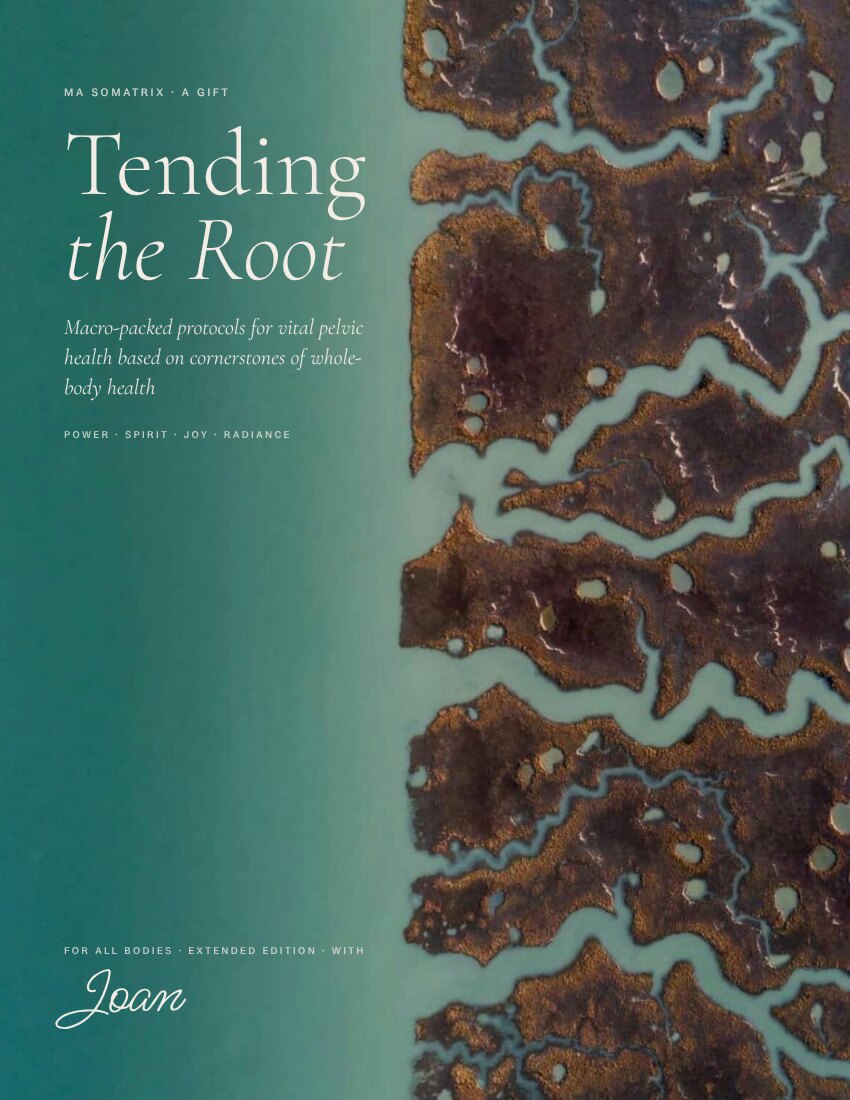 MA SOMATRIX · A GIFT
Tending
the Root
Macro-packed protocols for vital pelvic
health based on cornerstones of whole-
body health
POWER · SPIRIT · JOY · RADIANCE
FOR ALL BODIES · EXTENDED EDITION · WITH
Joan